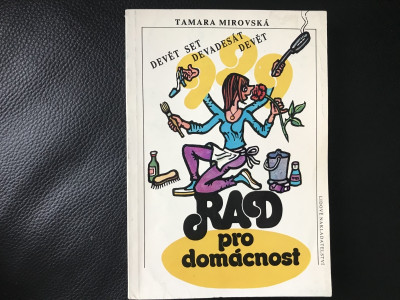 TAMARA MIROVSKÁ
DEVĚT SET
DEVADESÁT
DEVĚT
999
RAD
pro
domácnost
LIDOVÉ NAKLADATELSTVÍ